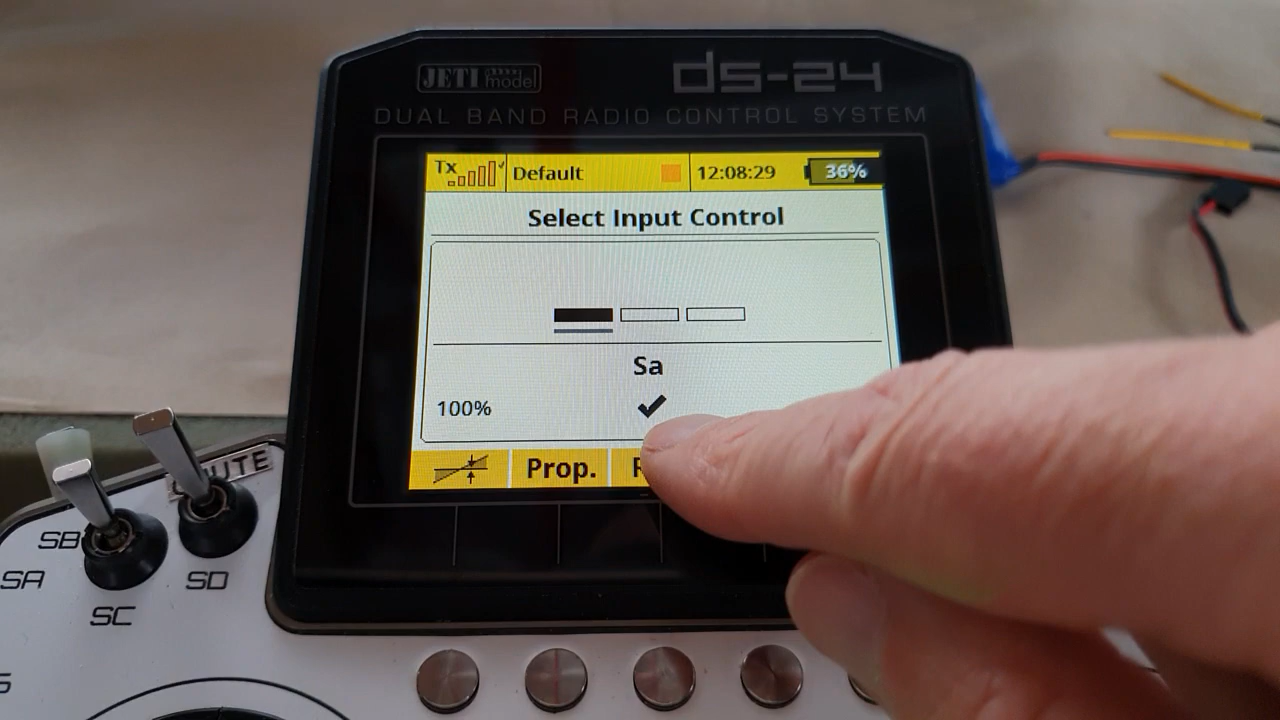 JETI model
ds-24
DUAL BAND RADIO CONTROL SYSTEM
Tx Default 12:08:29 36%
Select Input Control
Sa
100%
Prop.
SB
SA
SD
SC